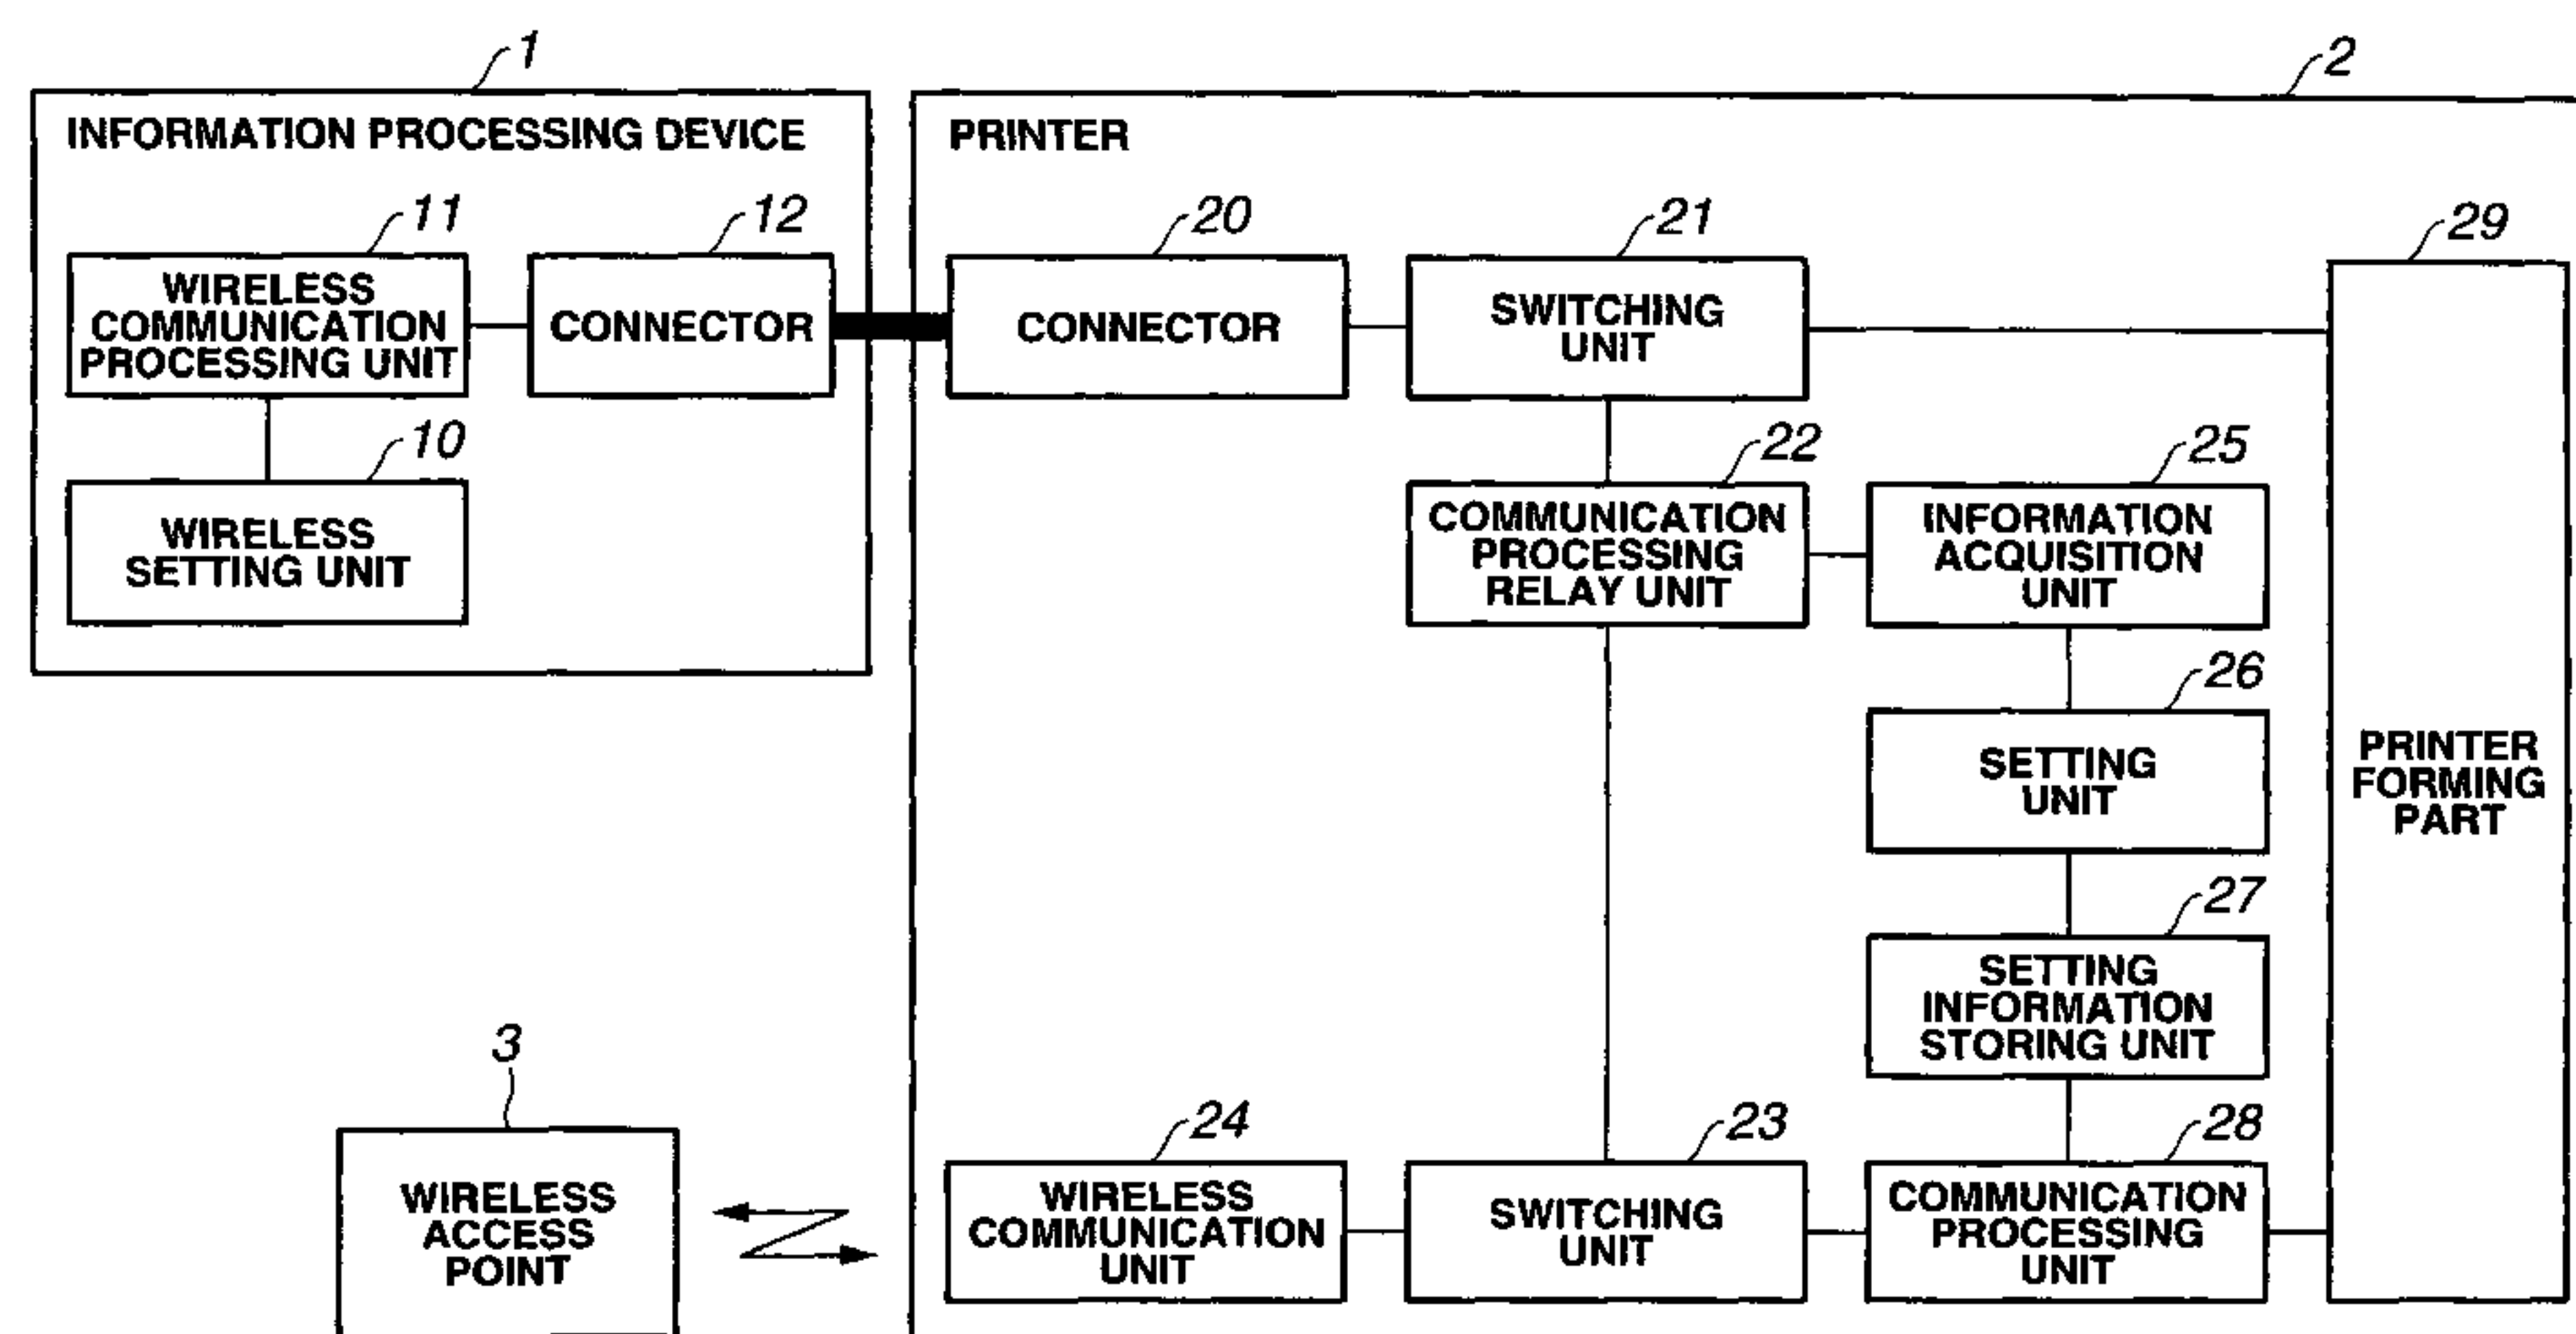 1
2
INFORMATION PROCESSING DEVICE
PRINTER
11
12
20
21
29
WIRELESS
COMMUNICATION
PROCESSING UNIT
CONNECTOR
CONNECTOR
SWITCHING
UNIT
10
22
25
WIRELESS
SETTING UNIT
COMMUNICATION
PROCESSING
RELAY UNIT
INFORMATION
ACQUISITION
UNIT
26
SETTING
UNIT
PRINTER
FORMING
PART
27
SETTING
INFORMATION
STORING UNIT
3
24
23
28
WIRELESS
ACCESS
POINT
WIRELESS
COMMUNICATION
UNIT
SWITCHING
UNIT
COMMUNICATION
PROCESSING
UNIT